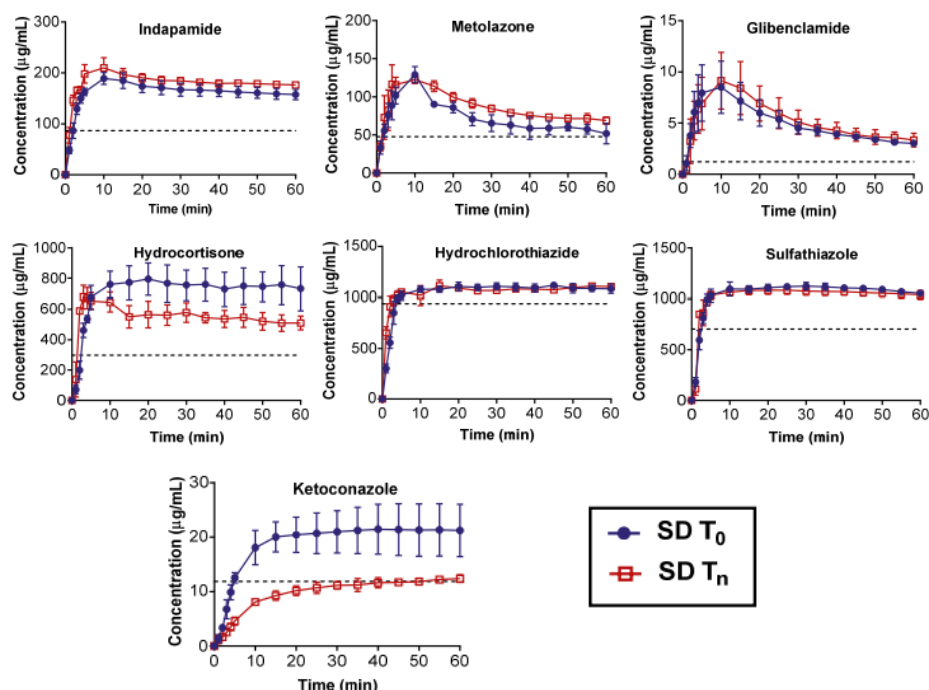 Indapamide
Concentration (µg/mL)
300
200
100
0
0 10 20 30 40 50 60
Time (min)
Metolazone
Concentration (µg/mL)
200
150
100
50
0
0 10 20 30 40 50 60
Time (min)
Glibenclamide
Concentration (µg/mL)
15
10
5
0
0 10 20 30 40 50 60
Time (min)
Hydrocortisone
Concentration (µg/mL)
1000
800
600
400
200
0
0 10 20 30 40 50 60
Time (min)
Hydrochlorothiazide
Concentration (µg/mL)
1500
1000
500
0
0 10 20 30 40 50 60
Time (min)
Sulfathiazole
Concentration (µg/mL)
1500
1000
500
0
0 10 20 30 40 50 60
Time (min)
Ketoconazole
Concentration (µg/mL)
30
20
10
0
0 10 20 30 40 50 60
Time (min)
SD T0
SD Tn